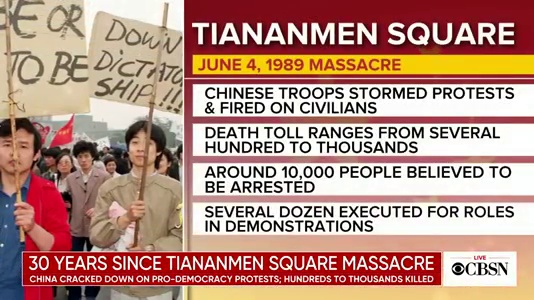 BE OR
TO BE
DOWN
DICTATO
SHIP!!!
TIANANMEN SQUARE
JUNE 4, 1989 MASSACRE
CHINESE TROOPS STORMED PROTESTS
& FIRED ON CIVILIANS
DEATH TOLL RANGES FROM SEVERAL
HUNDRED TO THOUSANDS
AROUND 10,000 PEOPLE BELIEVED TO
BE ARRESTED
SEVERAL DOZEN EXECUTED FOR ROLES
IN DEMONSTRATIONS
30 YEARS SINCE TIANANMEN SQUARE MASSACRE
CHINA CRACKED DOWN ON PRO-DEMOCRACY PROTESTS; HUNDREDS TO THOUSANDS KILLED
LIVE
CBSN